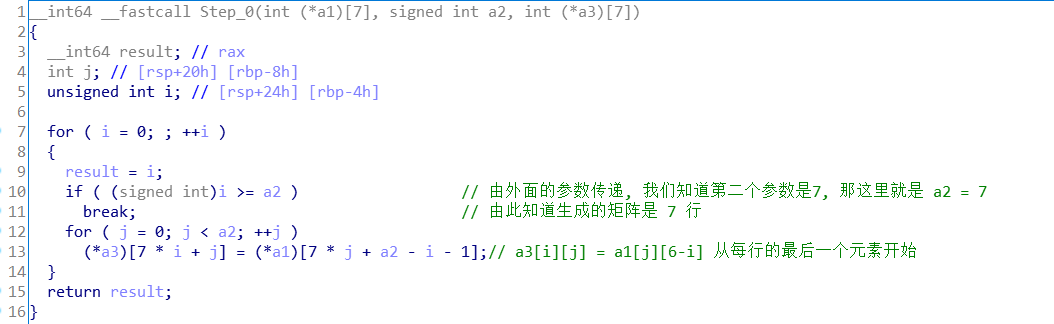 1 __int64 __fastcall Step_0(int (*a1)[7], signed int a2, int (*a3)[7])
2 {
3   __int64 result; // rax
4   int j; // [rsp+20h] [rbp-8h]
5   unsigned int i; // [rsp+24h] [rbp-4h]
6
7   for ( i = 0; ; ++i )
8   {
9     result = i;
10     if ( (signed int)i >= a2 )                  // 由外面的参数传递, 我们知道第二个参数是7, 那这里就是 a2 = 7
11       break;                                    // 由此知道生成的矩阵是 7 行
12     for ( j = 0; j < a2; ++j )
13       (*a3)[7 * i + j] = (*a1)[7 * j + a2 - i - 1];// a3[i][j] = a1[j][6-i] 从每行的最后一个元素开始
14   }
15   return result;
16 }